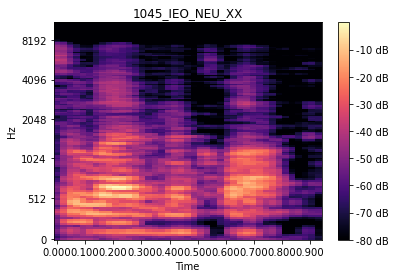 1045_IEO_NEU_XX
8192
4096
2048
1024
512
0
Hz
0.0000.1000.2000.3000.4000.5000.6000.7000.8000.900
Time
-10 dB
-20 dB
-30 dB
-40 dB
-50 dB
-60 dB
-70 dB
-80 dB